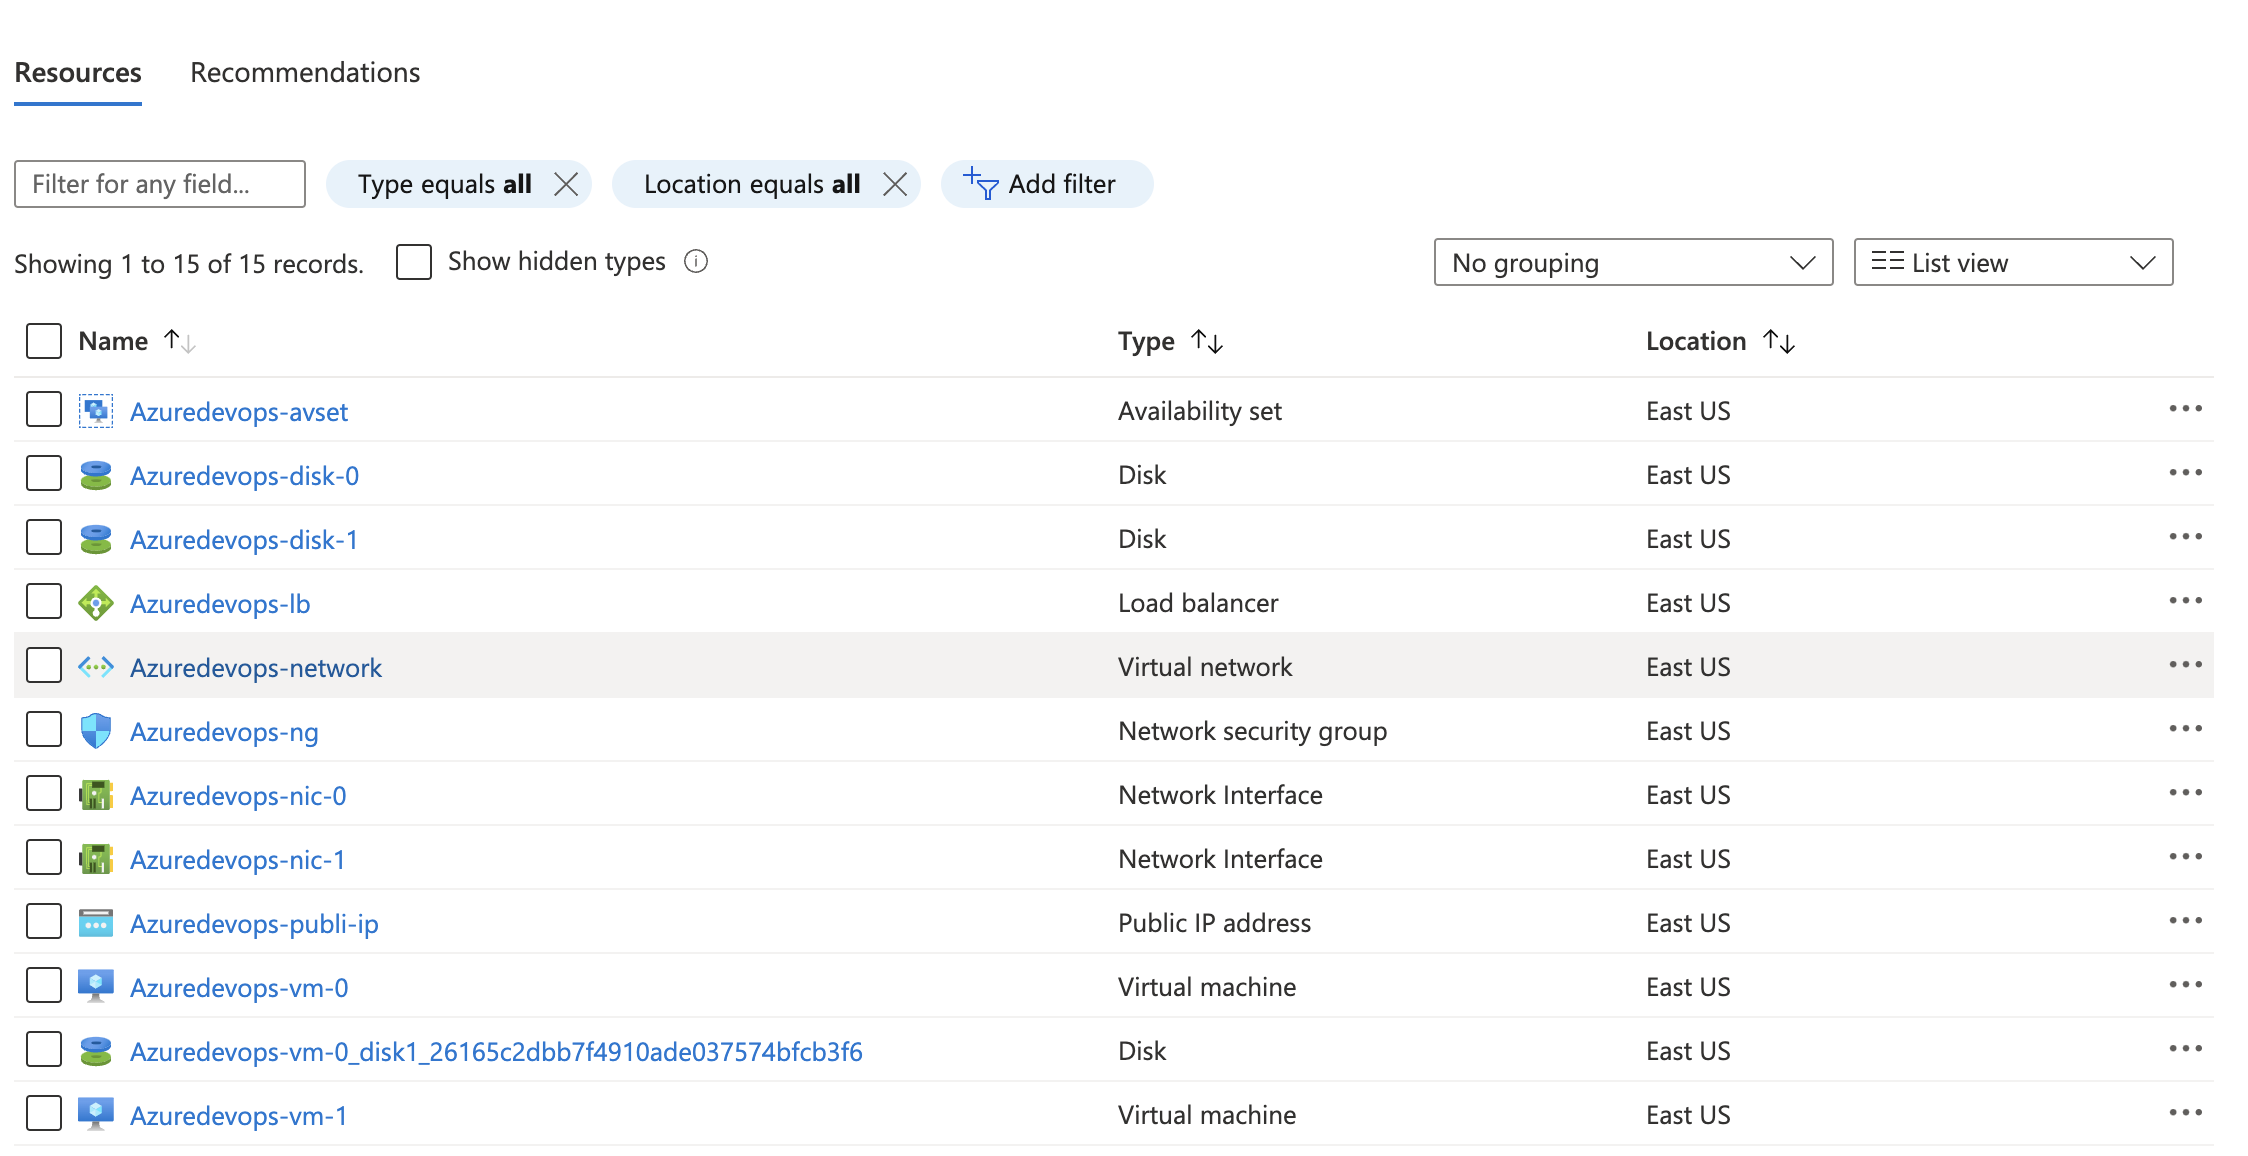 Resources Recommendations
Filter for any field... Type equals all Location equals all Add filter
Showing 1 to 15 of 15 records. Show hidden types No grouping List view
Name Type Location
Azuredevops-avset Availability set East US
Azuredevops-disk-0 Disk East US
Azuredevops-disk-1 Disk East US
Azuredevops-lb Load balancer East US
Azuredevops-network Virtual network East US
Azuredevops-ng Network security group East US
Azuredevops-nic-0 Network Interface East US
Azuredevops-nic-1 Network Interface East US
Azuredevops-publi-ip Public IP address East US
Azuredevops-vm-0 Virtual machine East US
Azuredevops-vm-0_disk1_26165c2dbb7f4910ade037574bfcb3f6 Disk East US
Azuredevops-vm-1 Virtual machine East US